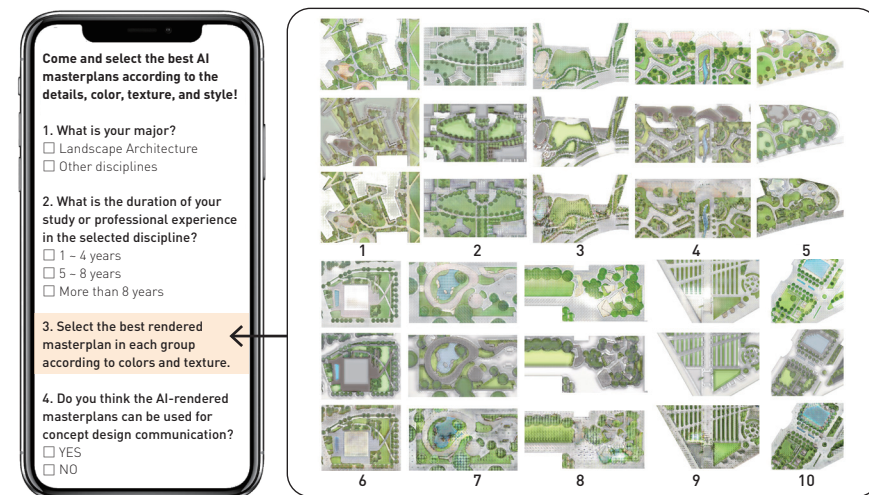 Come and select the best AI
masterplans according to the
details, color, texture, and style!
1. What is your major?
☐ Landscape Architecture
☐ Other disciplines
2. What is the duration of your
study or professional experience
in the selected discipline?
☐ 1 – 4 years
☐ 5 – 8 years
☐ More than 8 years
3. Select the best rendered
masterplan in each group
according to colors and texture.
4. Do you think the AI-rendered
masterplans can be used for
concept design communication?
☐ YES
☐ NO
1 2 3 4 5
6 7 8 9 10